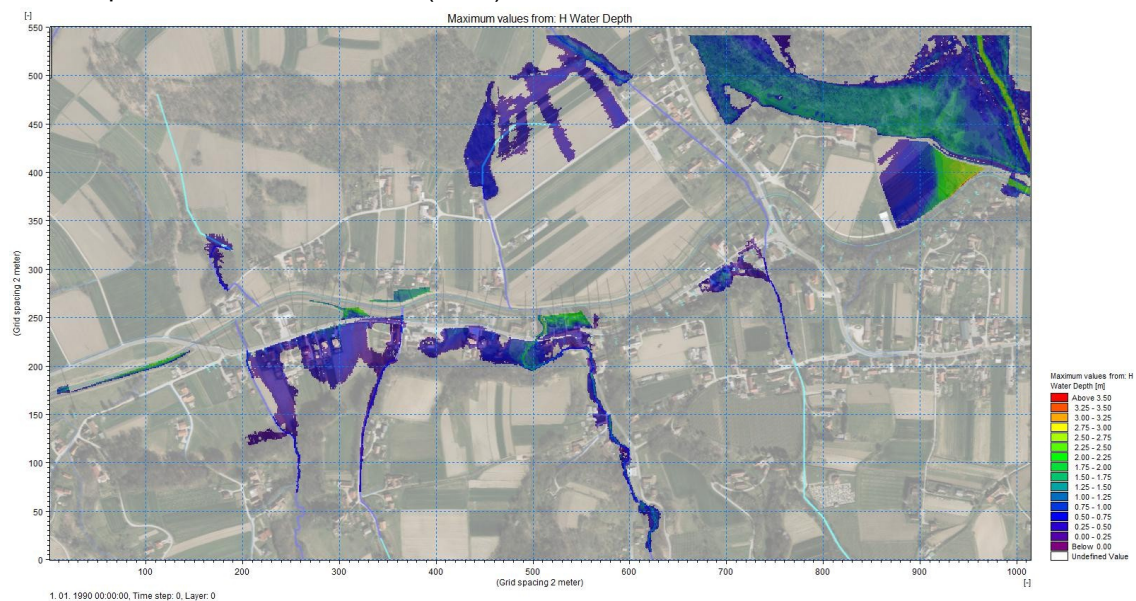 [-]
Maximum values from: H Water Depth
550
500
450
400
350
300
250
200
150
100
50
0
(Grid spacing 2 meter)
100 200 300 400 500 600 700 800 900 1000
(Grid spacing 2 meter)
[-]
1. 01. 1990 00:00:00, Time step: 0, Layer: 0
Maximum values from: H
Water Depth [m]
Above 3.50
3.25 - 3.50
3.00 - 3.25
2.75 - 3.00
2.50 - 2.75
2.25 - 2.50
2.00 - 2.25
1.75 - 2.00
1.50 - 1.75
1.25 - 1.50
1.00 - 1.25
0.75 - 1.00
0.50 - 0.75
0.25 - 0.50
0.00 - 0.25
Below 0.00
Undefined Value